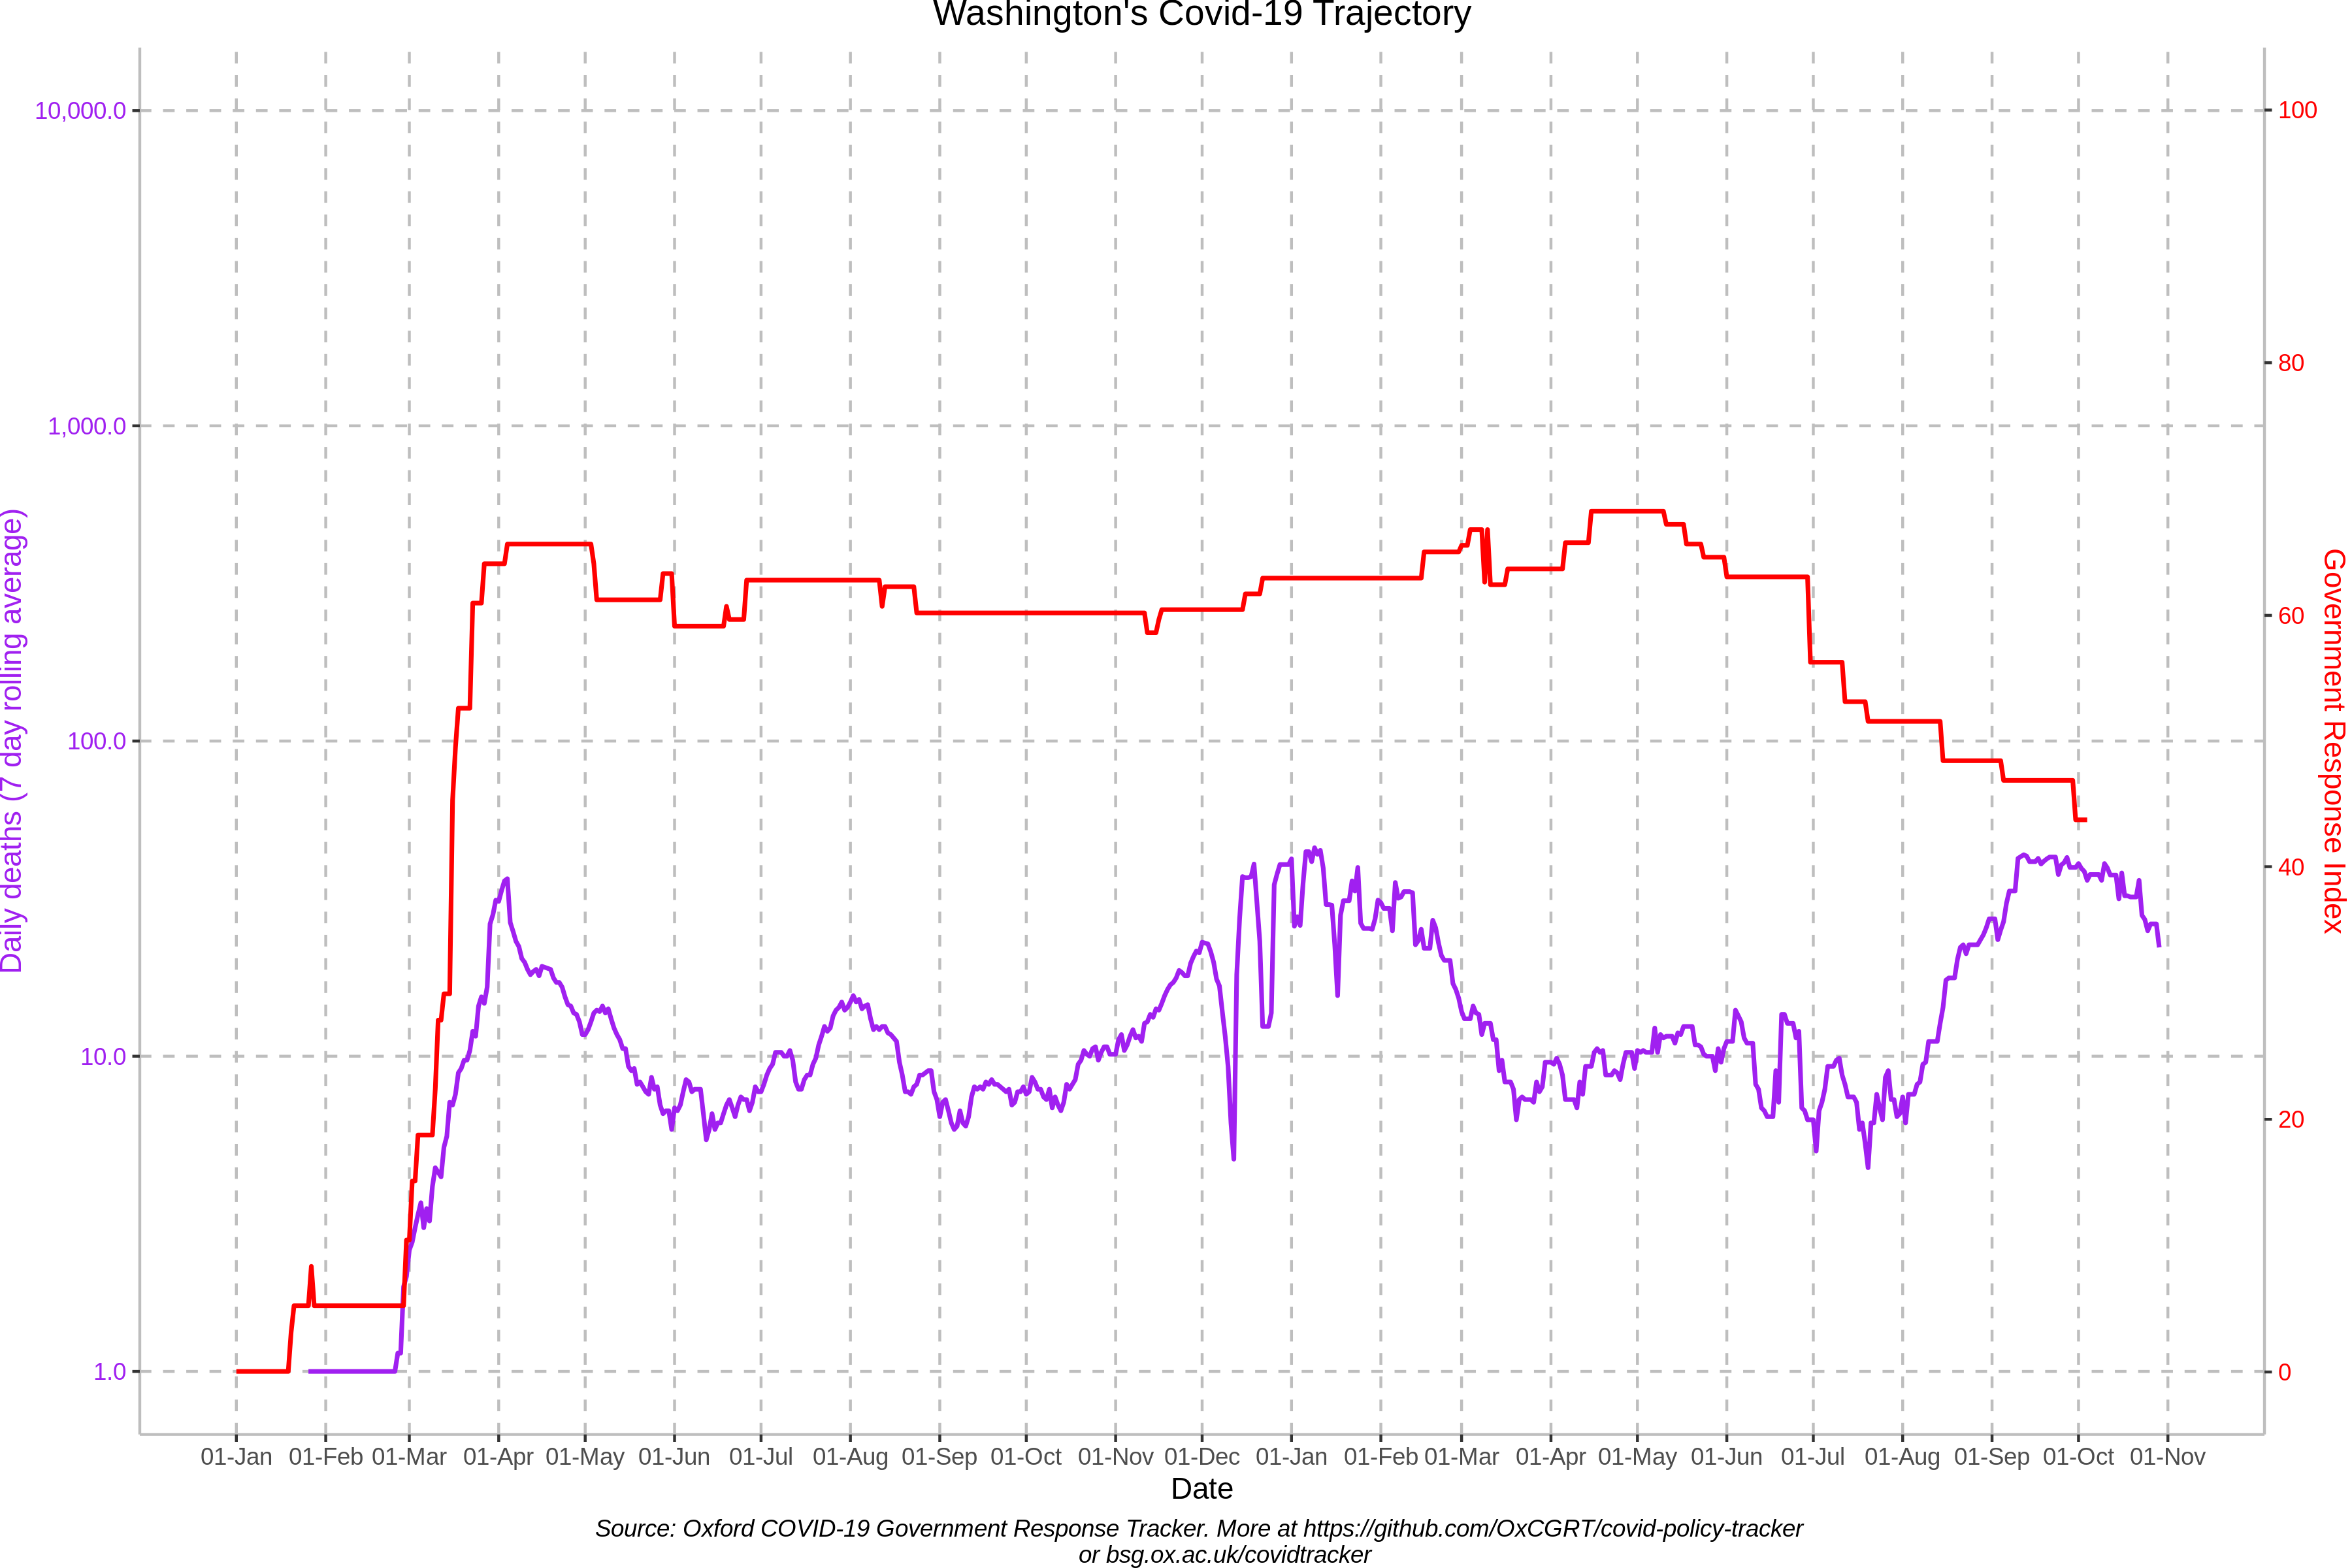 Washington's Covid-19 Trajectory
10,000.0
1,000.0
100.0
10.0
1.0
Daily deaths (7 day rolling average)
100
80
60
40
20
0
Government Response Index
01-Jan 01-Feb 01-Mar 01-Apr 01-May 01-Jun 01-Jul 01-Aug 01-Sep 01-Oct 01-Nov 01-Dec 01-Jan 01-Feb 01-Mar 01-Apr 01-May 01-Jun 01-Jul 01-Aug 01-Sep 01-Oct 01-Nov
Date
Source: Oxford COVID-19 Government Response Tracker. More at https://github.com/OxCGRT/covid-policy-tracker
or bsg.ox.ac.uk/covidtracker